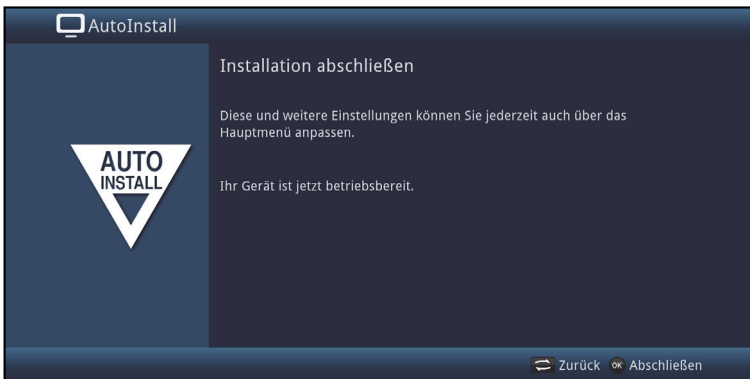 AutoInstall
Installation abschließen
Diese und weitere Einstellungen können Sie jederzeit auch über das
Hauptmenü anpassen.
AUTO
INSTALL
Ihr Gerät ist jetzt betriebsbereit.
Zurück OK Abschließen